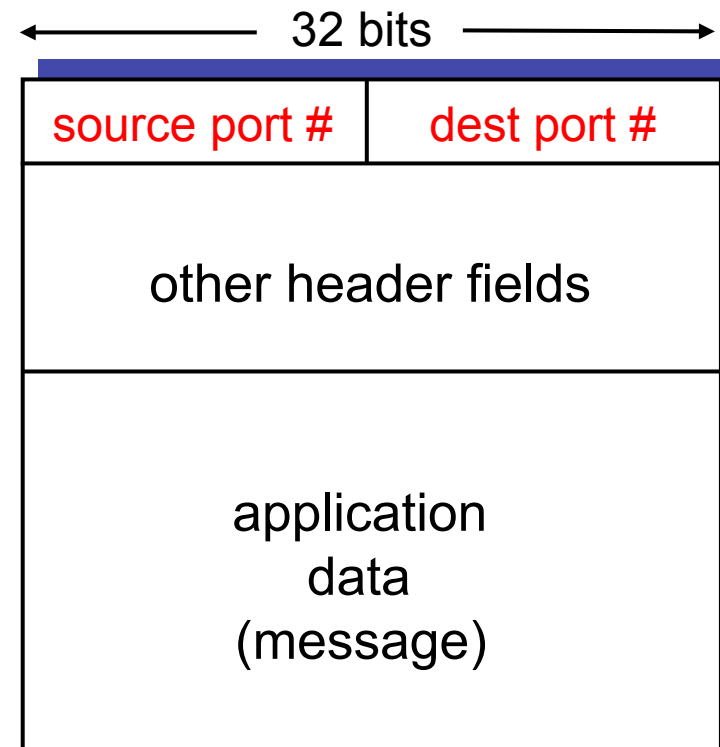 32 bits
source port # dest port #
other header fields
application
data
(message)